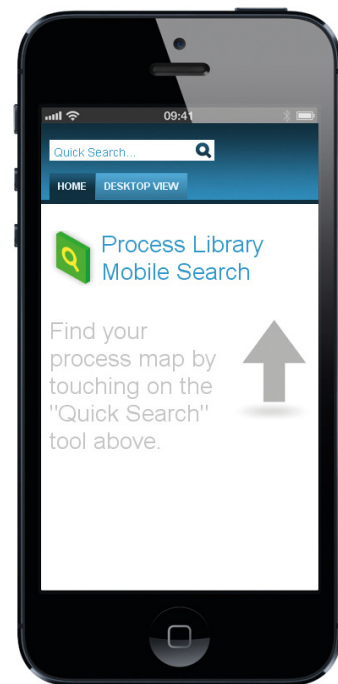 09:41
Quick Search...
HOME DESKTOP VIEW
Process Library
Mobile Search
Find your
process map by
touching on the
"Quick Search"
tool above.